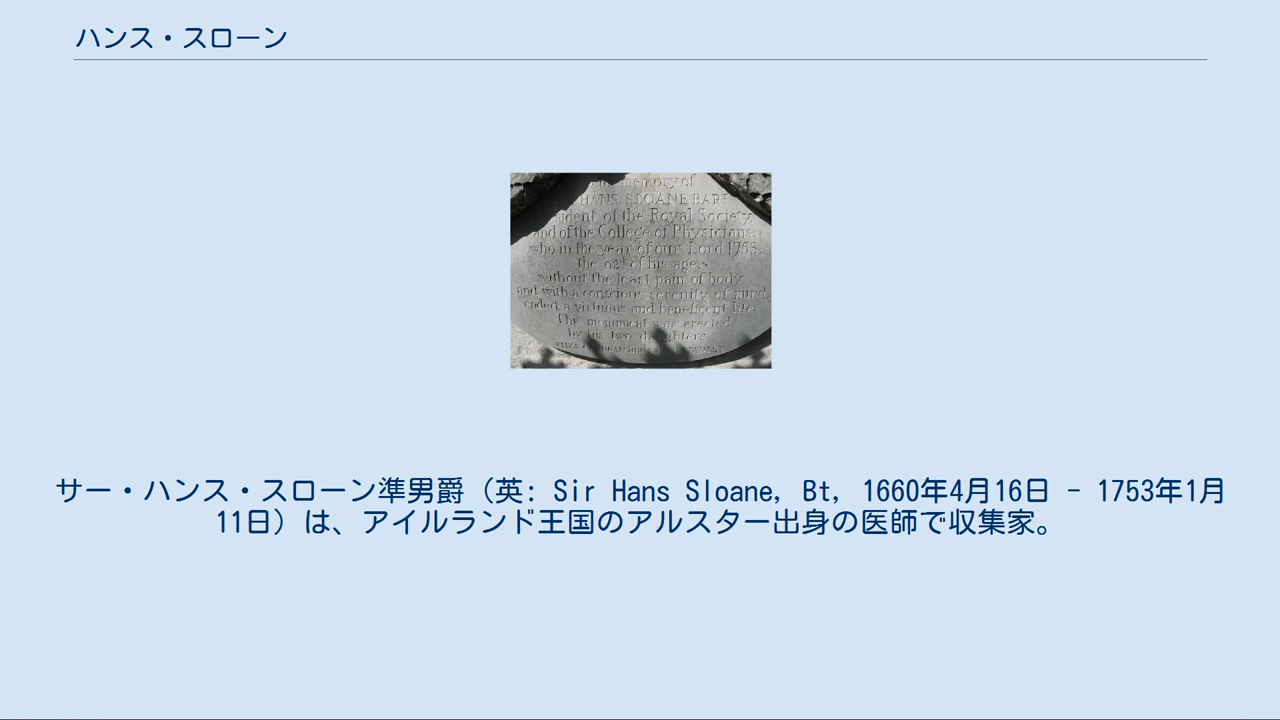 ハンス・スローン
memory of
HANS SLOANE BART
of the Royal Society
and of the College of Physicians,
who in the year of our Lord 1753,
the 92d of his age,
without the least pain of body
and with a conscious serenity of mind
ended a virtuous and beneficent life.
This monument was erected
by his two daughters
サー・ハンス・スローン準男爵（英: Sir Hans Sloane, Bt, 1660年4月16日 - 1753年1月
11日）は、アイルランド王国のアルスター出身の医師で収集家。